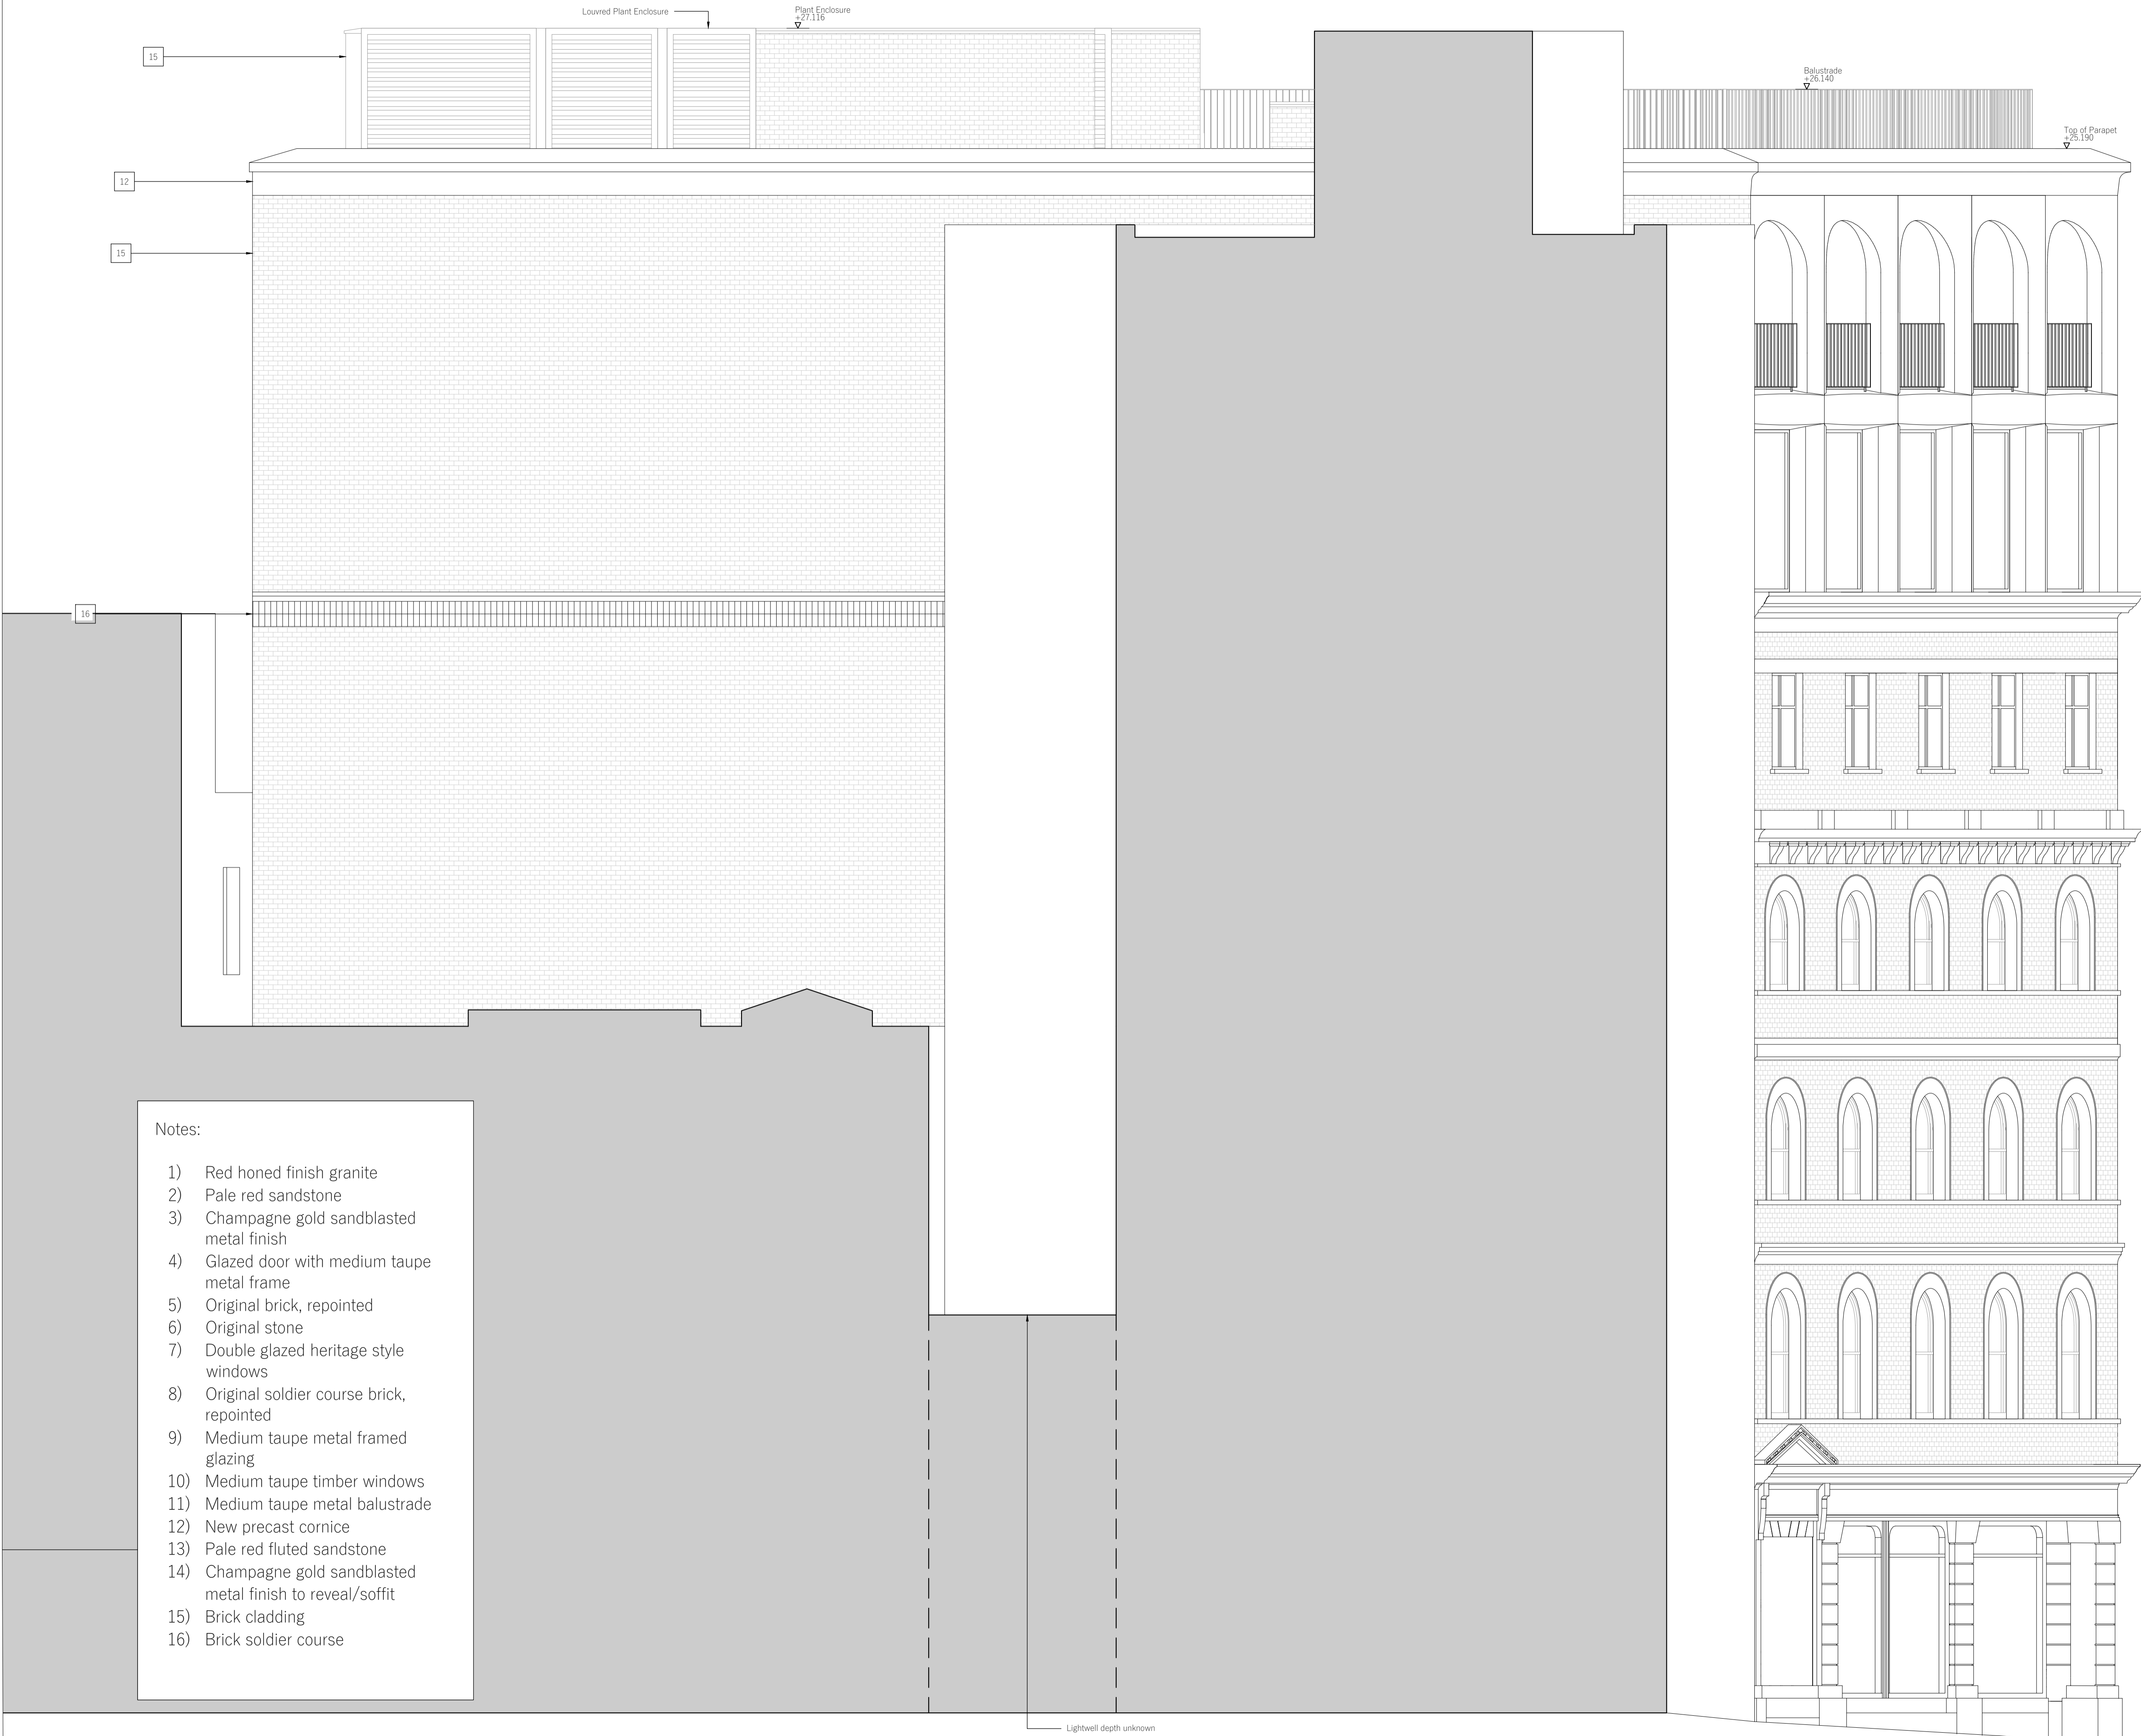 Louvred Plant Enclosure
Plant Enclosure
+27.116
15
Balustrade
+26.140
Top of Parapet
+25.190
12
15
16
Notes:
1) Red honed finish granite
2) Pale red sandstone
3) Champagne gold sandblasted
metal finish
4) Glazed door with medium taupe
metal frame
5) Original brick, repointed
6) Original stone
7) Double glazed heritage style
windows
8) Original soldier course brick,
repointed
9) Medium taupe metal framed
glazing
10) Medium taupe timber windows
11) Medium taupe metal balustrade
12) New precast cornice
13) Pale red fluted sandstone
14) Champagne gold sandblasted
metal finish to reveal/soffit
15) Brick cladding
16) Brick soldier course
Lightwell depth unknown